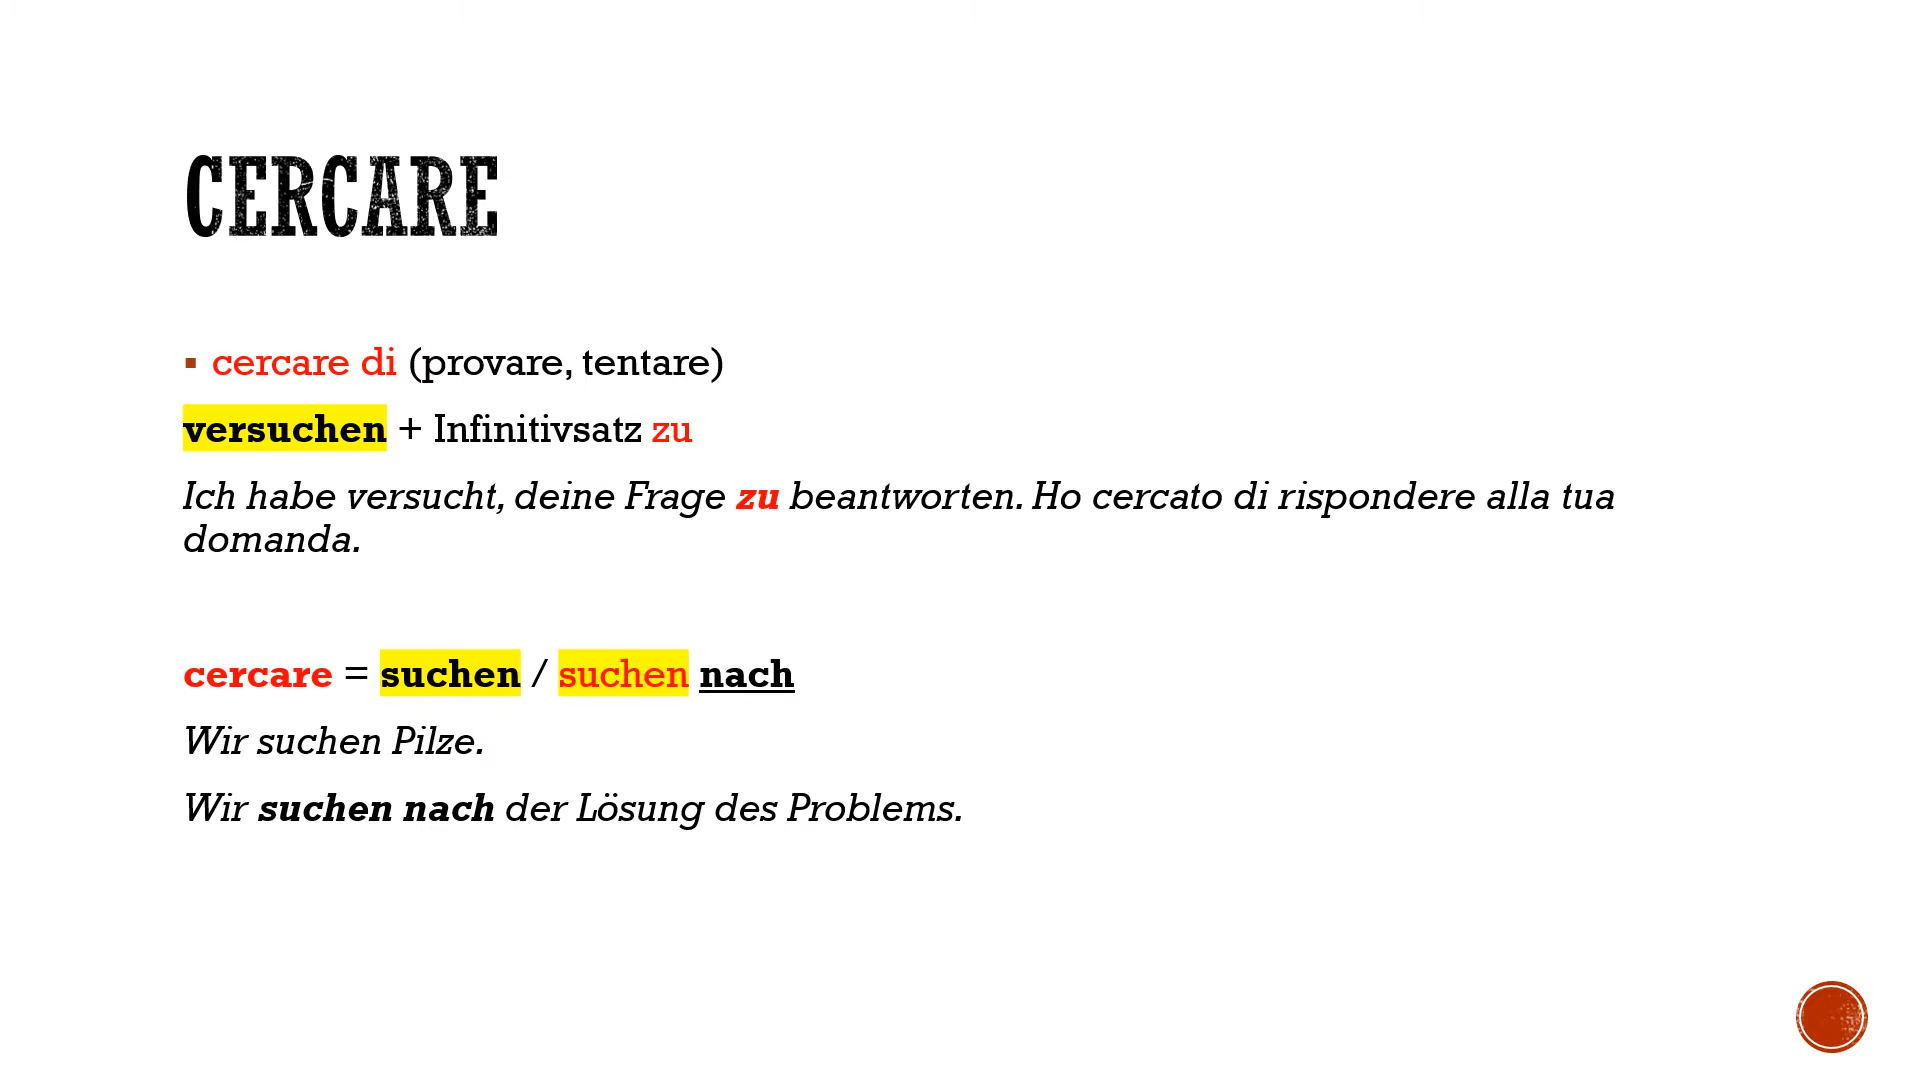 CERCARE
▪ cercare di (provare, tentare)
versuchen + Infinitivsatz zu
Ich habe versucht, deine Frage zu beantworten. Ho cercato di rispondere alla tua
domanda.
cercare = suchen / suchen nach
Wir suchen Pilze.
Wir suchen nach der Lösung des Problems.